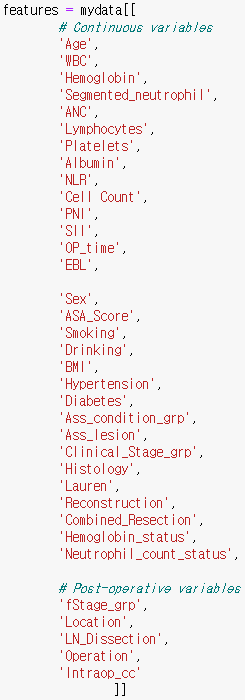 features = mydata[[
# Continuous variables
'Age',
'WBC',
'Hemoglobin',
'Segmented_neutrophil',
'ANC',
'Lymphocytes',
'Platelets',
'Albumin',
'NLR',
'Cell Count',
'PNI',
'SII',
'OP_time',
'EBL',
'Sex',
'ASA_Score',
'Smoking',
'Drinking',
'BMI',
'Hypertension',
'Diabetes',
'Ass_condition_grp',
'Ass_lesion',
'Clinical_Stage_grp',
'Histology',
'Lauren',
'Reconstruction',
'Combined_Resection',
'Hemoglobin_status',
'Neutrophil_count_status',
# Post-operative variables
'fStage_grp',
'Location',
'LN_Dissection',
'Operation',
'Intraop_cc'
]]